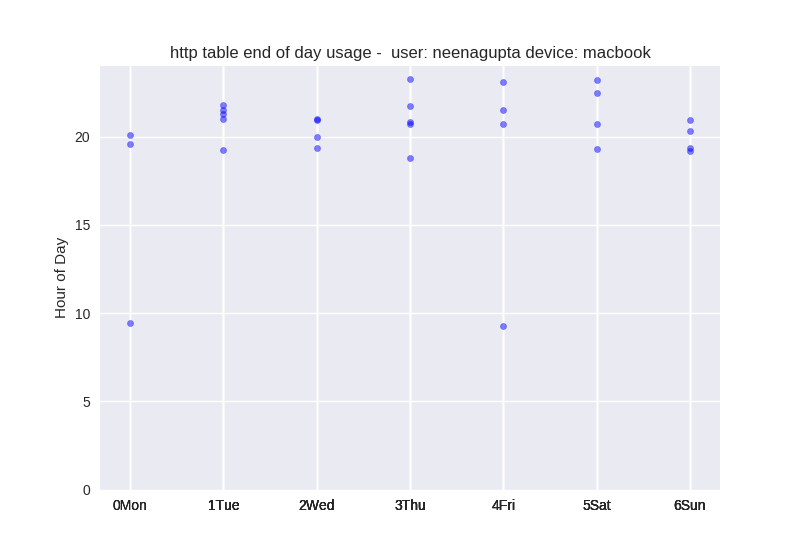 http table end of day usage -  user: neenagupta device: macbook
Hour of Day
20
15
10
5
0
0Mon 1Tue 2Wed 3Thu 4Fri 5Sat 6Sun